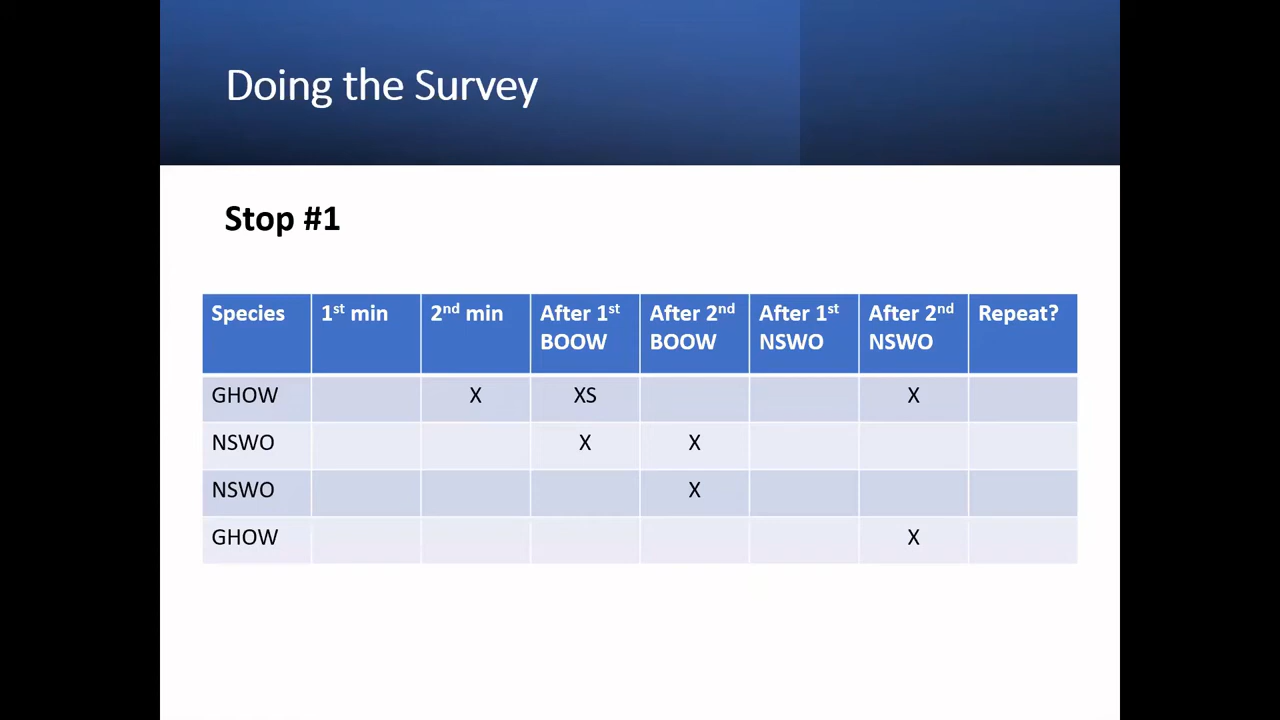 Doing the Survey
Stop #1
Species 1st min 2nd min After 1st BOOW After 2nd BOOW After 1st NSWO After 2nd NSWO Repeat?
GHOW X XS X
NSWO X X
NSWO X
GHOW X